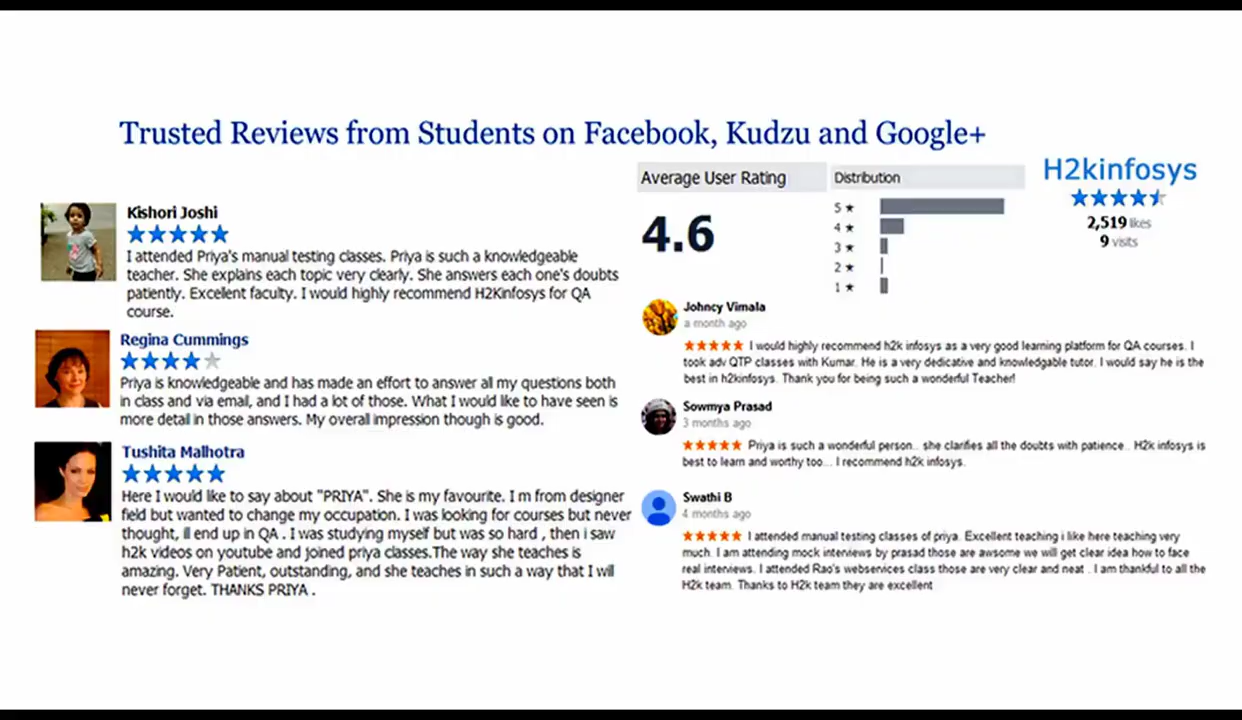 Trusted Reviews from Students on Facebook, Kudzu and Google+
Kishori Joshi
I attended Priya's manual testing classes. Priya is such a knowledgeable
teacher. She explains each topic very clearly. She answers each one's doubts
patiently. Excellent faculty. I would highly recommend H2Kinfosys for QA
course.
Regina Cummings
Priya is knowledgeable and has made an effort to answer all my questions both
in class and via email, and I had a lot of those. What I would like to have seen is
more detail in those answers. My overall impression though is good.
Tushita Malhotra
Here I would like to say about "PRIYA". She is my favourite. I m from designer
field but wanted to change my occupation. I was looking for courses but never
thought, ill end up in QA . I was studying myself but was so hard , then i saw
h2k videos on youtube and joined priya classes.The way she teaches is
amazing. Very Patient, outstanding, and she teaches in such a way that I will
never forget. THANKS PRIYA .
Average User Rating
4.6
Distribution
5 ★
4 ★
3 ★
2 ★
1 ★
H2kinfosys
2,519 likes
9 visits
Johncy Vimala
a month ago
★★★★★ I would highly recommend h2k infosys as a very good learning platform for QA courses. I
took adv QTP classes with Kumar. He is a very dedicative and knowledgable tutor. I would say he is the
best in h2kinfosys. Thank you for being such a wonderful Teacher!
Sowmya Prasad
3 months ago
★★★★★ Priya is such a wonderful person.. she clarifies all the doubts with patience.. H2k infosys is
best to learn and worthy too... I recommend h2k infosys.
Swathi B
4 months ago
★★★★★ I attended manual testing classes of priya. Excellent teaching i like here teaching very
much. I am attending mock interviews by prasad those are awsome we will get clear idea how to face
real interviews. I attended Rao's webservices class those are very clear and neat . I am thankful to all the
H2k team. Thanks to H2k team they are excellent